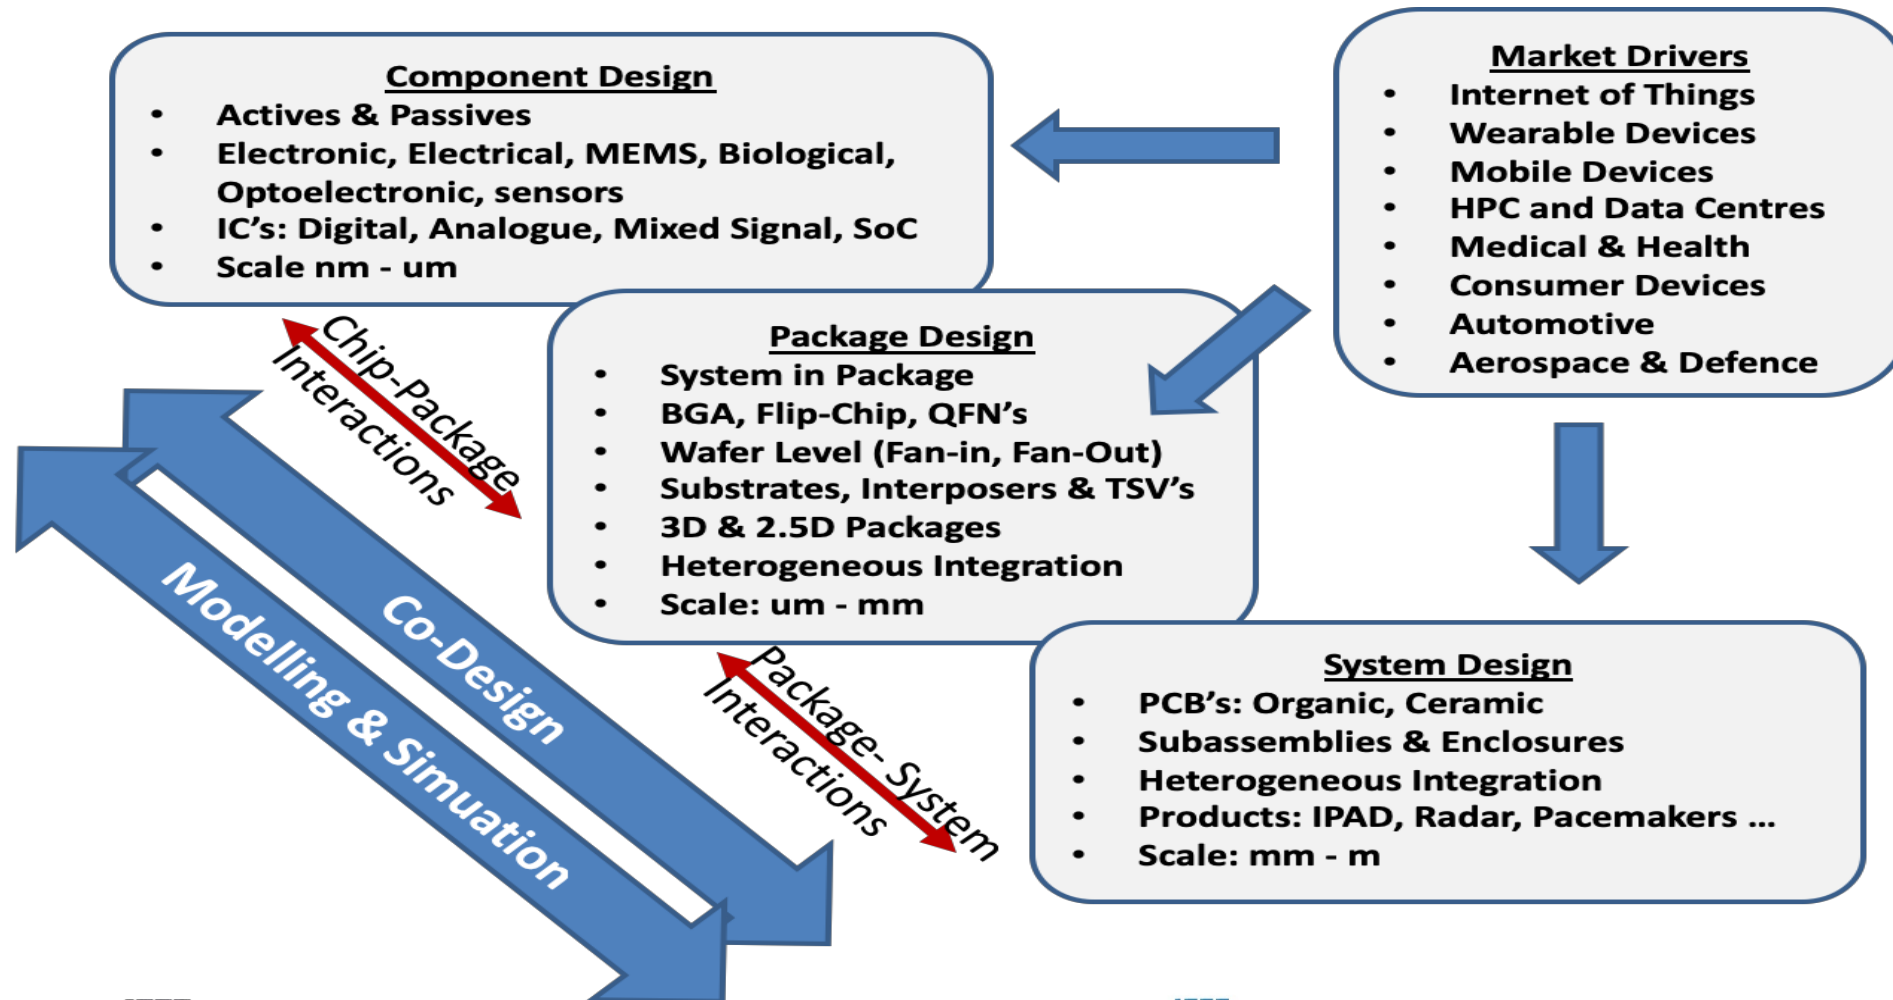 Component Design
• Actives & Passives
• Electronic, Electrical, MEMS, Biological,
Optoelectronic, sensors
• IC's: Digital, Analogue, Mixed Signal, SoC
• Scale nm - um
Market Drivers
• Internet of Things
• Wearable Devices
• Mobile Devices
• HPC and Data Centres
• Medical & Health
• Consumer Devices
• Automotive
• Aerospace & Defence
Chip-Package
Interactions
Package Design
• System in Package
• BGA, Flip-Chip, QFN's
• Wafer Level (Fan-in, Fan-Out)
• Substrates, Interposers & TSV's
• 3D & 2.5D Packages
• Heterogeneous Integration
• Scale: um - mm
Co-Design
Modelling & Simuation
Package- System
Interactions
System Design
• PCB's: Organic, Ceramic
• Subassemblies & Enclosures
• Heterogeneous Integration
• Products: IPAD, Radar, Pacemakers ...
• Scale: mm - m